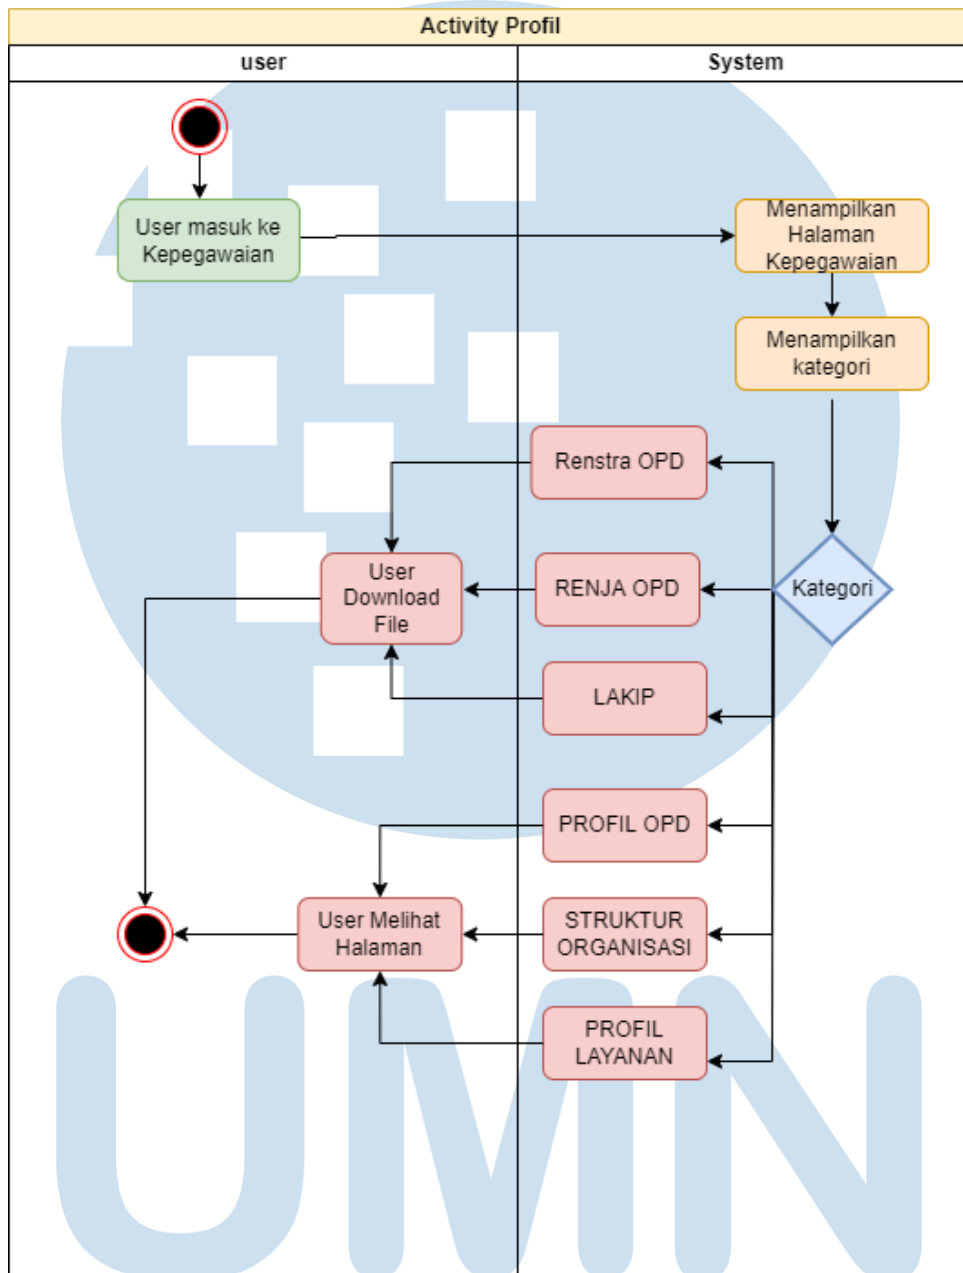 Activity Profil
user
System
User masuk ke
Kepegawaian
Menampilkan
Halaman
Kepegawaian
Menampilkan
kategori
Renstra OPD
User
Download
File
RENJA OPD
Kategori
LAKIP
PROFIL OPD
User Melihat
Halaman
STRUKTUR
ORGANISASI
PROFIL
LAYANAN
UMN